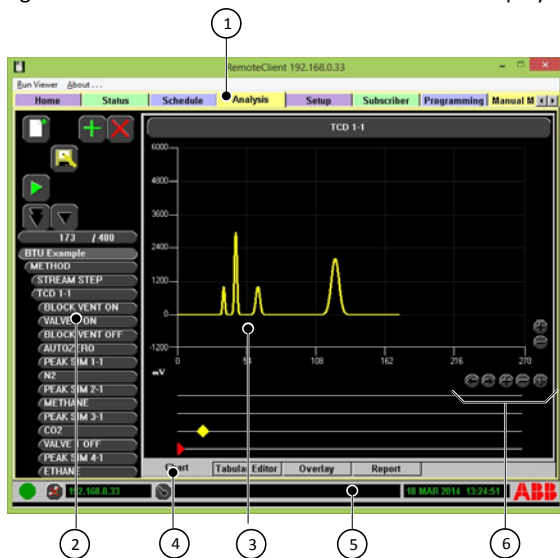 1
RemoteClient 192.168.0.33
Run Viewer About . . .
Home Status Schedule Analysis Setup Subscriber Programming Manual M
TCD 1-1
173 / 480
BTU Example
METHOD
STREAM STEP
TCD 1-1
BLOCK VENT ON
VALVE 1 ON
BLOCK VENT OFF
AUTOZERO
PEAK SIM 1-1
N2
PEAK SIM 2-1
METHANE
PEAK SIM 3-1
CO2
VALVE 1 OFF
PEAK SIM 4-1
ETHANE
6000
4800
3600
2400
1200
0
-1200
mV
0 54 108 162 216 270
Chart Tabular Editor Overlay Report
192.168.0.33 18 MAR 2014 13:24:51 ABB
2 4 3 5 6